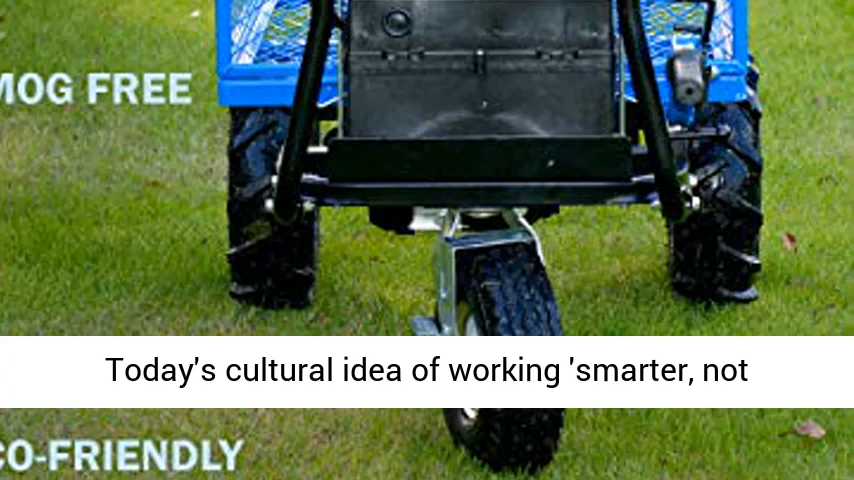 MOG FREE
Today's cultural idea of working 'smarter, not
CO-FRIENDLY